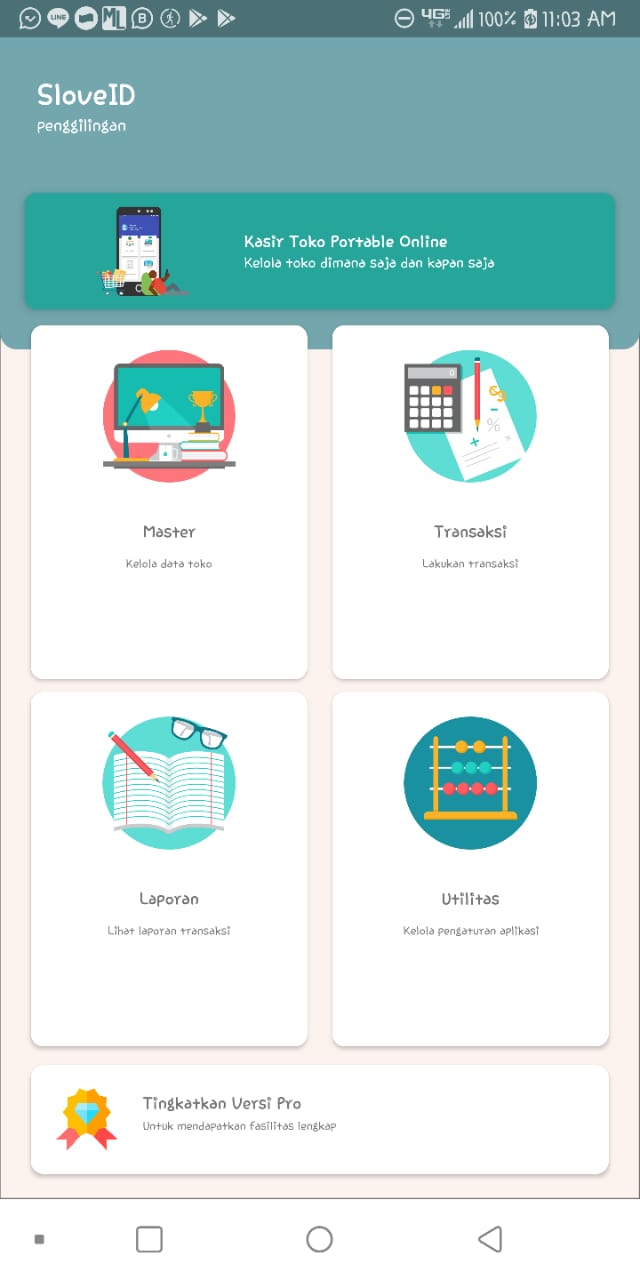 LINE ML B 4G 100% 11:03 AM
SloveID
penggilingan
Kasir Toko Portable Online
Kelola toko dimana saja dan kapan saja
Master
Kelola data toko
Transaksi
Lakukan transaksi
Laporan
Lihat laporan transaksi
Utilitas
Kelola pengaturan aplikasi
Tingkatkan Versi Pro
Untuk mendapatkan fasilitas lengkap